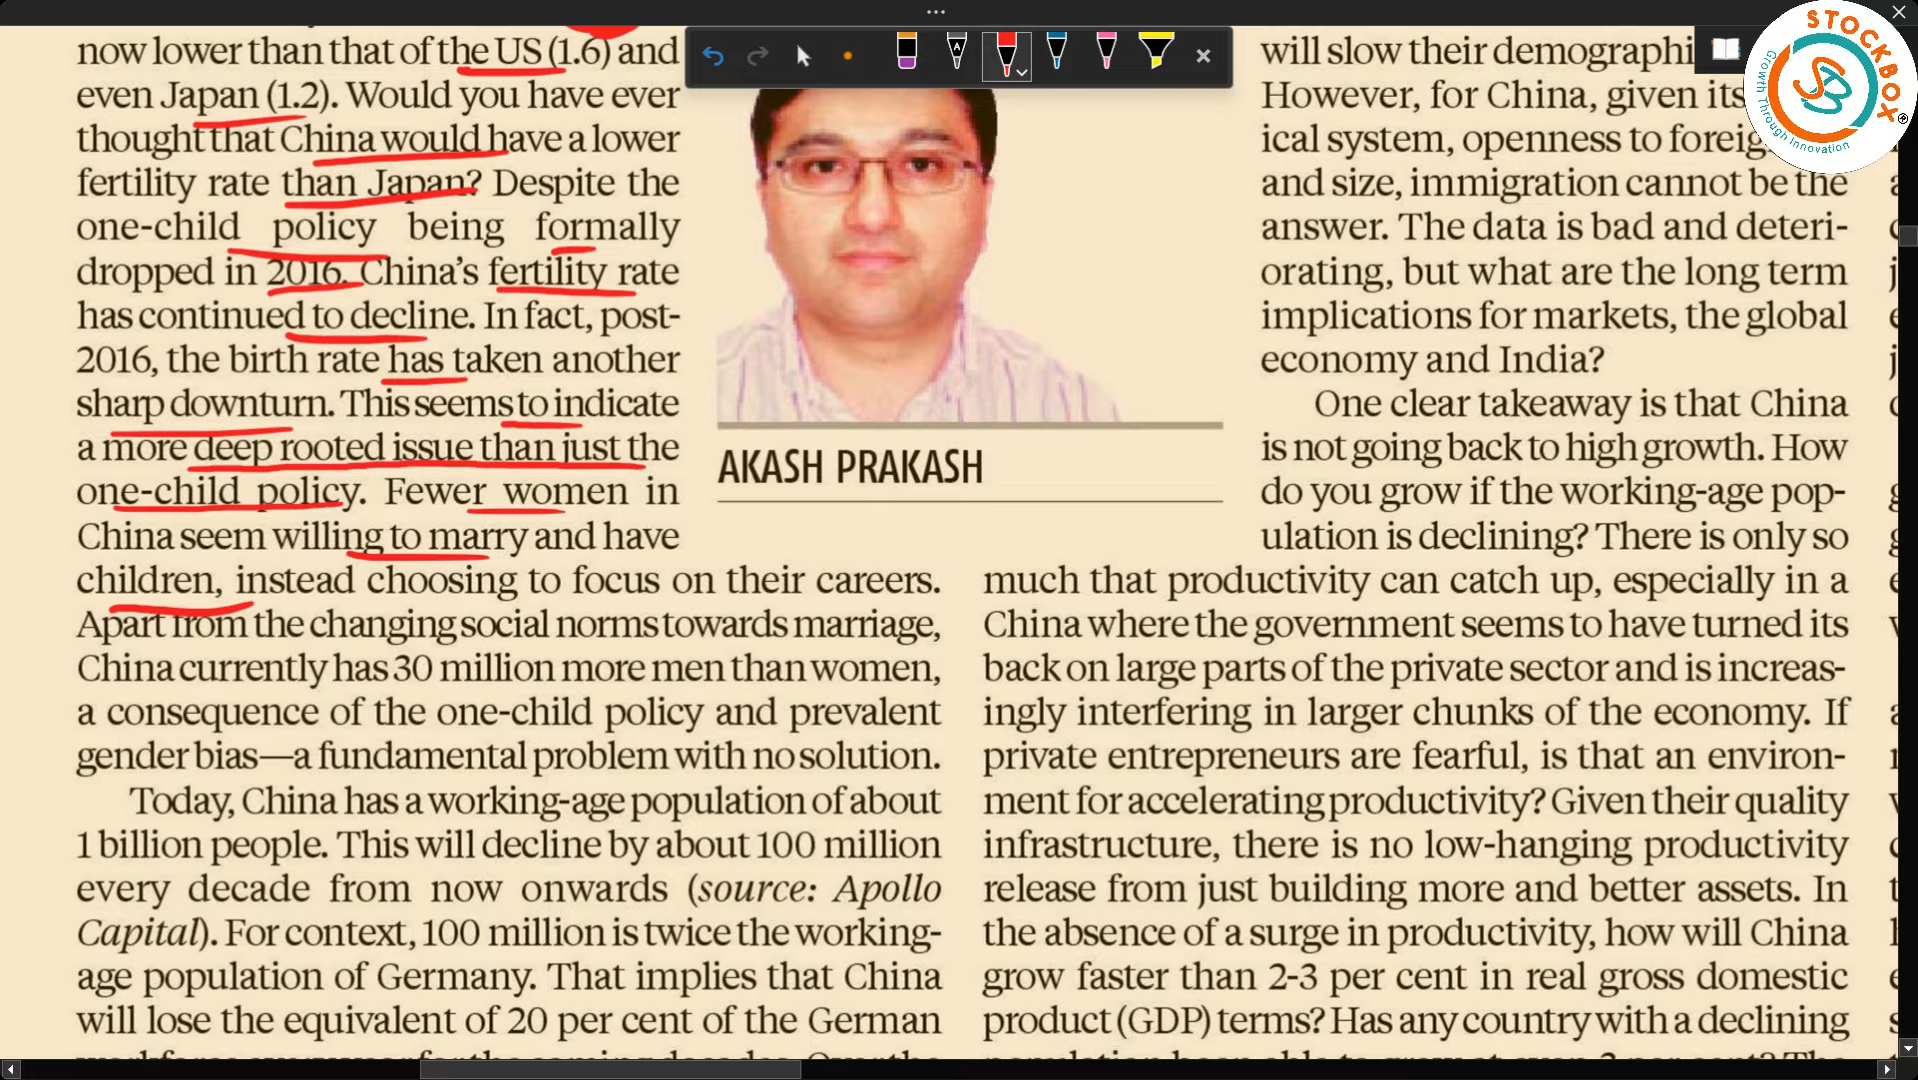 now lower than that of the US (1.6) and
even Japan (1.2). Would you have ever
thought that China would have a lower
fertility rate than Japan? Despite the
one-child policy being formally
dropped in 2016. China's fertility rate
has continued to decline. In fact, post-
2016, the birth rate has taken another
sharp downturn. This seems to indicate
a more deep rooted issue than just the
one-child policy. Fewer women in
China seem willing to marry and have
children, instead choosing to focus on their careers.
Apart from the changing social norms towards marriage,
China currently has 30 million more men than women,
a consequence of the one-child policy and prevalent
gender bias—a fundamental problem with no solution.
Today, China has a working-age population of about
1 billion people. This will decline by about 100 million
every decade from now onwards (source: Apollo
Capital). For context, 100 million is twice the working-
age population of Germany. That implies that China
will lose the equivalent of 20 per cent of the German
AKASH PRAKASH
will slow their demographi
However, for China, given its
ical system, openness to foreig
and size, immigration cannot be the
answer. The data is bad and deteri-
orating, but what are the long term
implications for markets, the global
economy and India?
One clear takeaway is that China
is not going back to high growth. How
do you grow if the working-age pop-
ulation is declining? There is only so
much that productivity can catch up, especially in a
China where the government seems to have turned its
back on large parts of the private sector and is increas-
ingly interfering in larger chunks of the economy. If
private entrepreneurs are fearful, is that an environ-
ment for accelerating productivity? Given their quality
infrastructure, there is no low-hanging productivity
release from just building more and better assets. In
the absence of a surge in productivity, how will China
grow faster than 2-3 per cent in real gross domestic
product (GDP) terms? Has any country with a declining
STOCKBOX
Growth Through Innovation